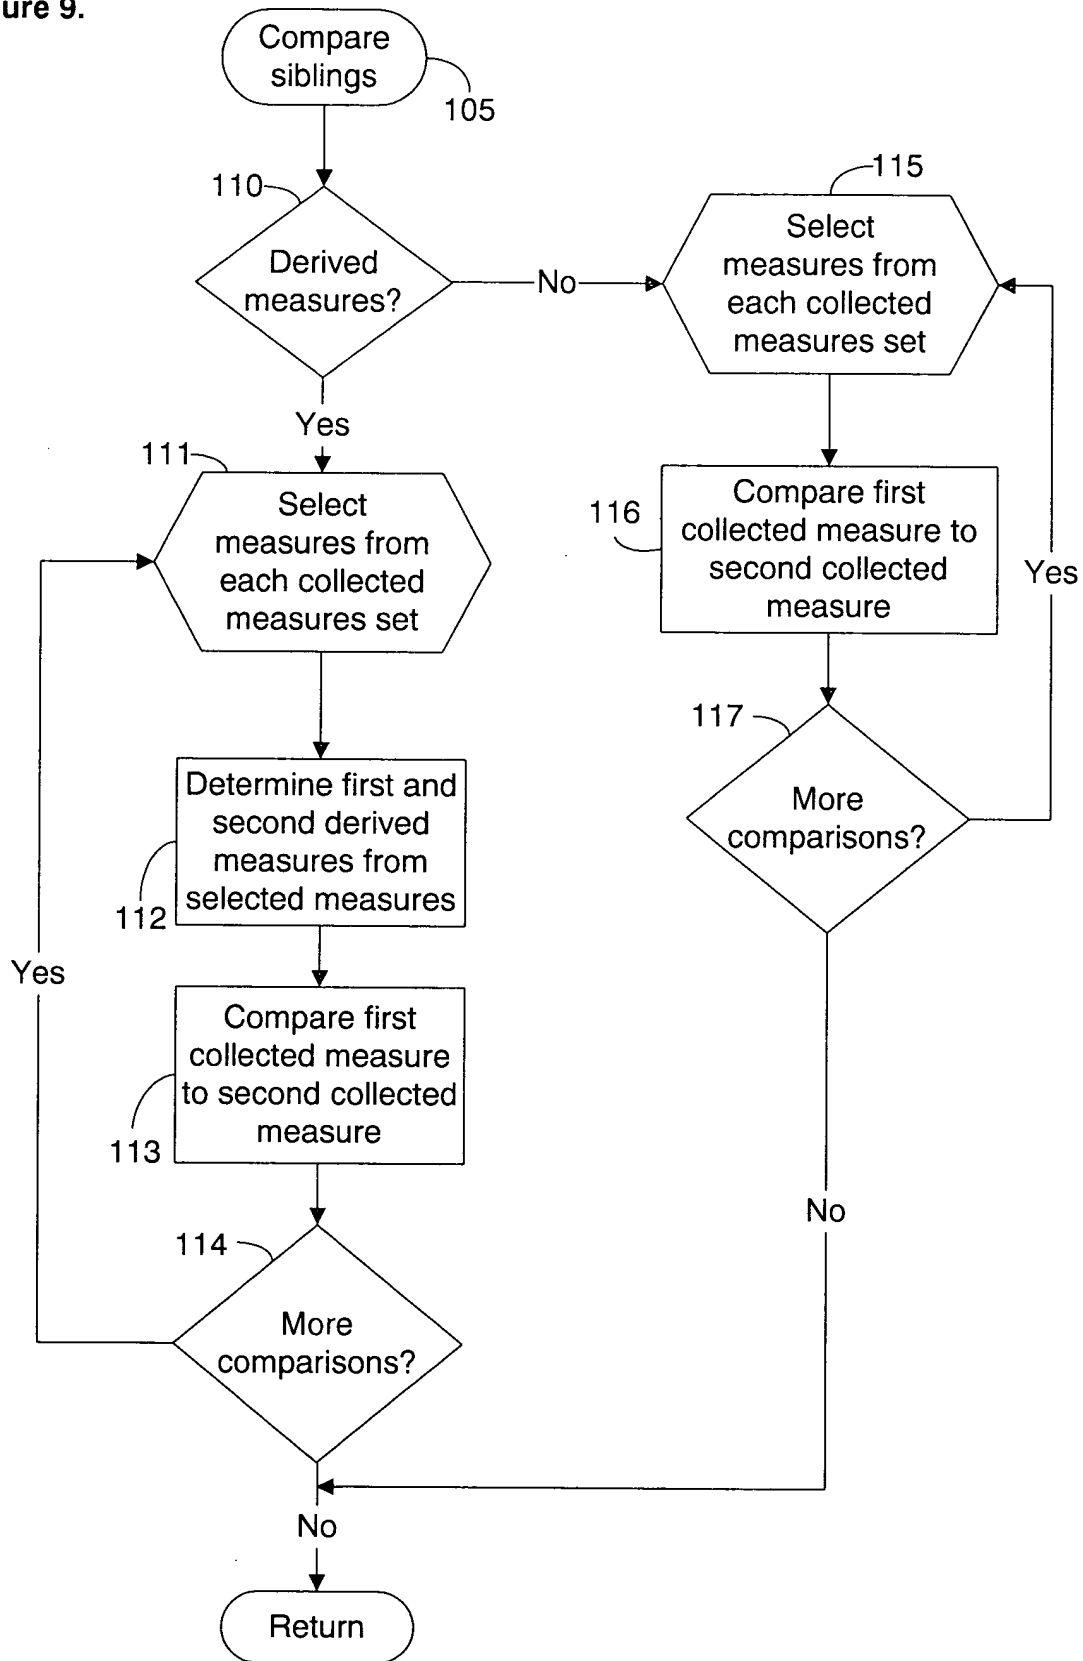 ure 9.
Compare
siblings
105
110
Derived
measures?
No
115
Select
measures from
each collected
measures set
Yes
111
Select
measures from
each collected
measures set
116
Compare first
collected measure to
second collected
measure
Yes
117
More
comparisons?
Determine first and
second derived
measures from
selected measures
112
Yes
Compare first
collected measure
to second collected
measure
113
No
114
More
comparisons?
No
Return